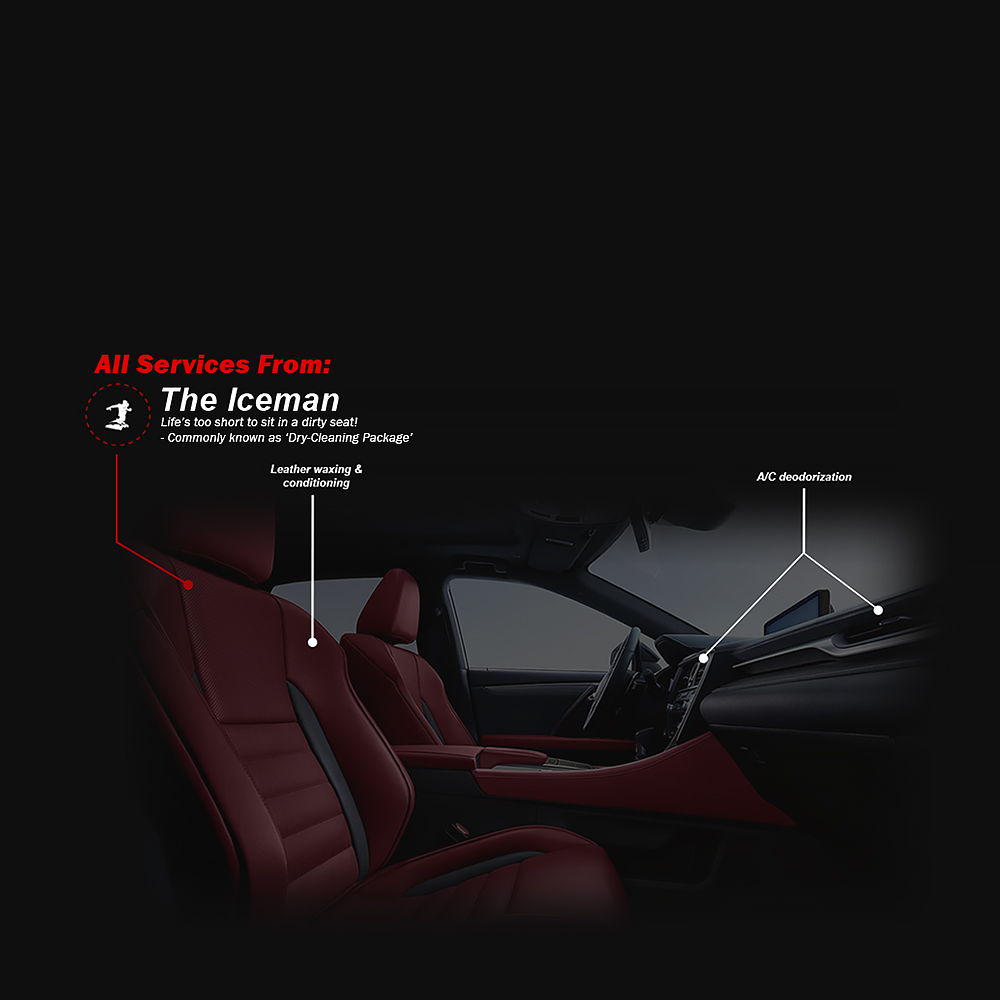 All Services From:
The Iceman
Life's too short to sit in a dirty seat!
- Commonly known as ‘Dry-Cleaning Package’
Leather waxing &
conditioning
A/C deodorization